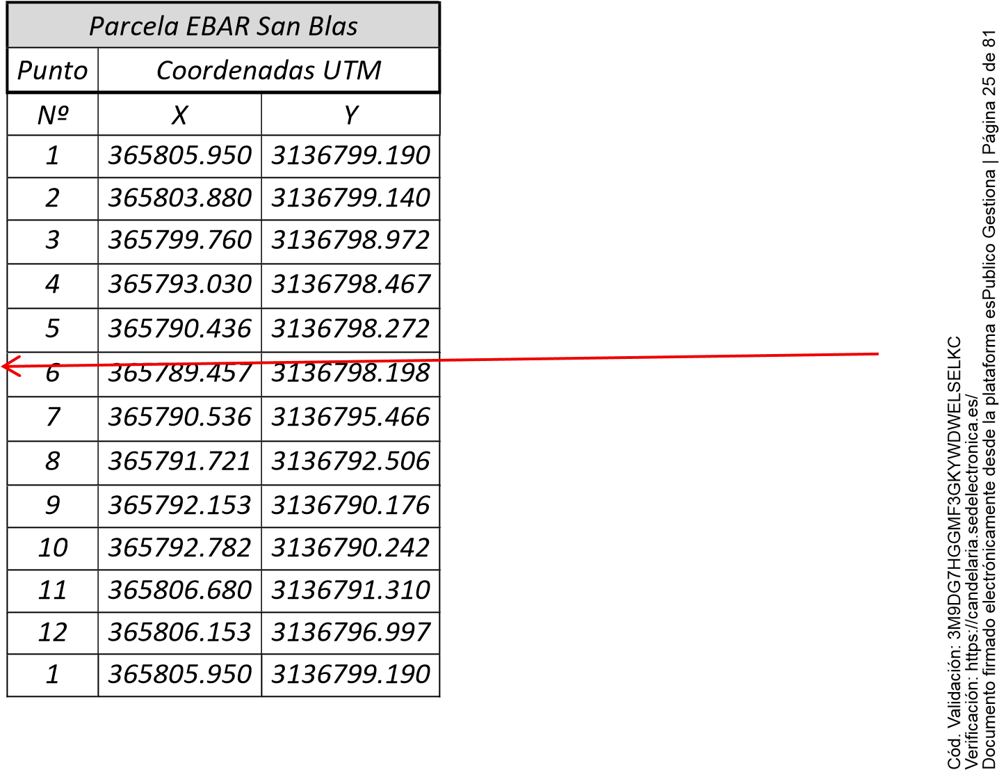 Parcela EBAR San Blas
Punto Coordenadas UTM
Nº X Y
1 365805.950 3136799.190
2 365803.880 3136799.140
3 365799.760 3136798.972
4 365793.030 3136798.467
5 365790.436 3136798.272
6 365789.457 3136798.198
7 365790.536 3136795.466
8 365791.721 3136792.506
9 365792.153 3136790.176
10 365792.782 3136790.242
11 365806.680 3136791.310
12 365806.153 3136796.997
1 365805.950 3136799.190
Cód. Validación: 3M9DG7HGGMF3GKYWDWELSELKC
Verificación: https://candelaria.sedelectronica.es/
Documento firmado electrónicamente desde la plataforma esPublico Gestiona | Página 25 de 81